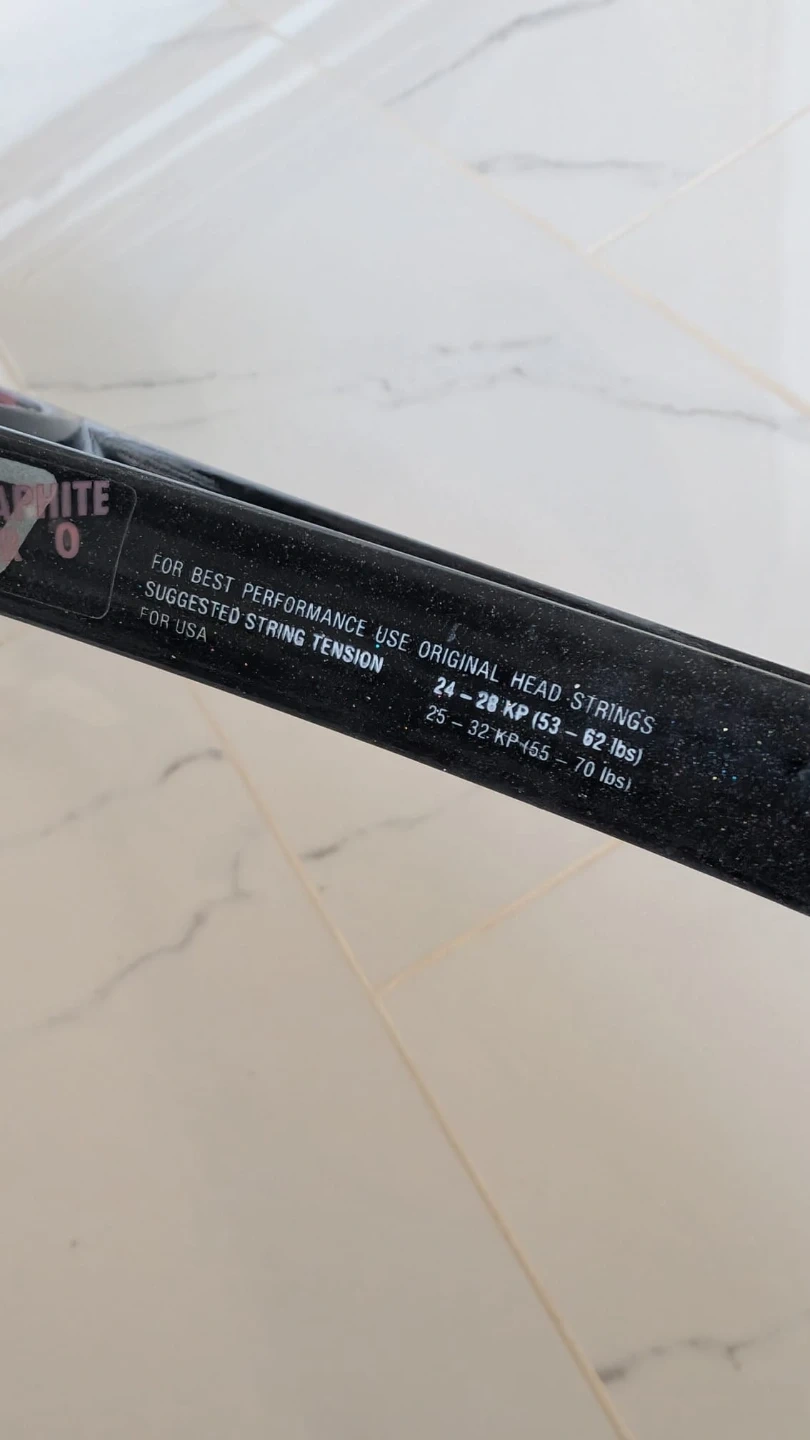 APHITE
R O
FOR BEST PERFORMANCE USE ORIGINAL HEAD STRINGS
SUGGESTED STRING TENSION 24 – 28 KP (53 – 62 lbs)
FOR USA 25 – 32 KP (55 – 70 lbs)